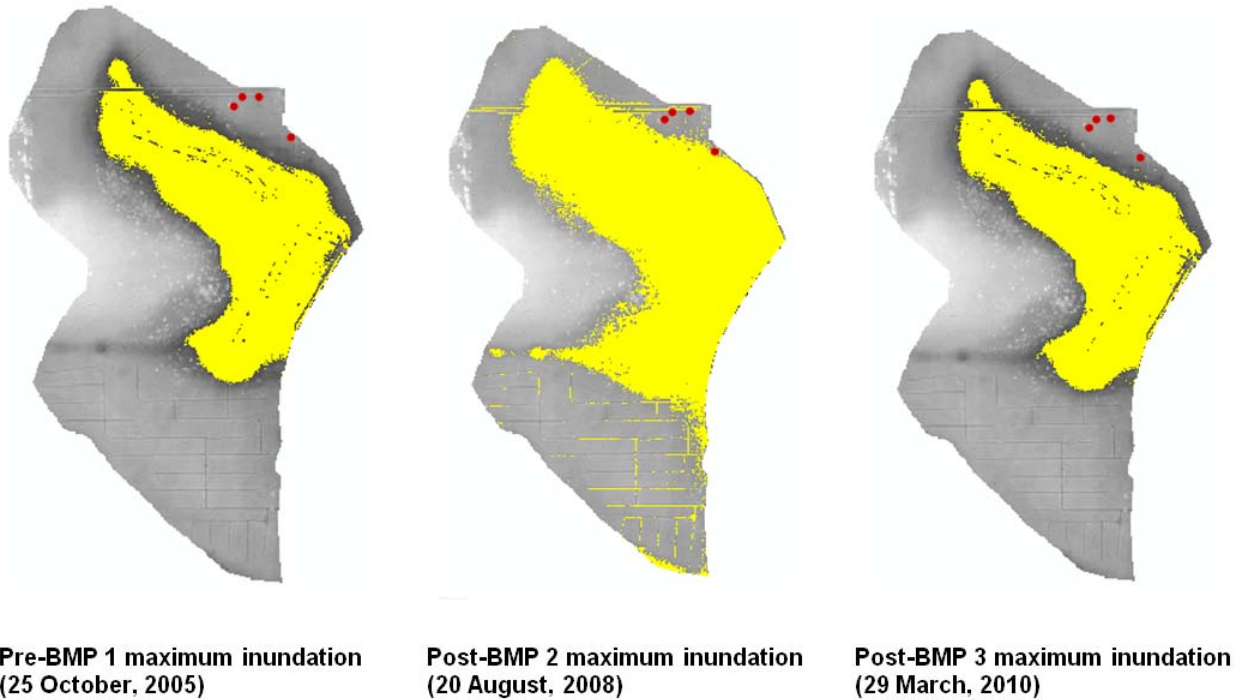 Pre-BMP 1 maximum inundation
(25 October, 2005)
Post-BMP 2 maximum inundation
(20 August, 2008)
Post-BMP 3 maximum inundation
(29 March, 2010)